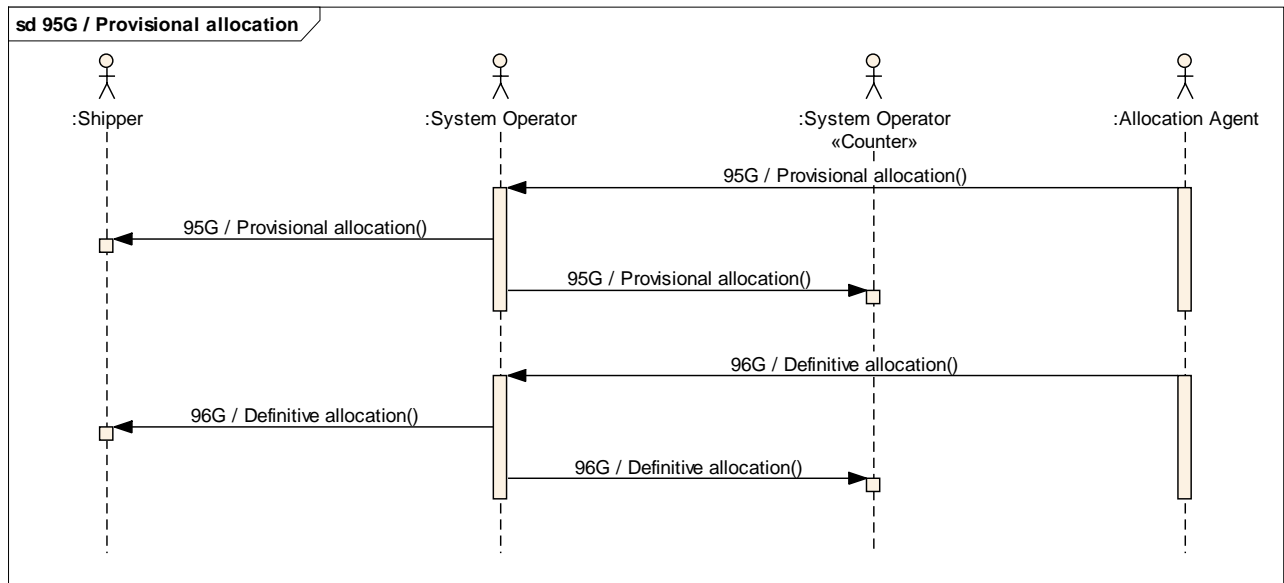 sd 95G / Provisional allocation
:Shipper
:System Operator
:System Operator
«Counter»
:Allocation Agent
95G / Provisional allocation()
95G / Provisional allocation()
95G / Provisional allocation()
96G / Definitive allocation()
96G / Definitive allocation()
96G / Definitive allocation()